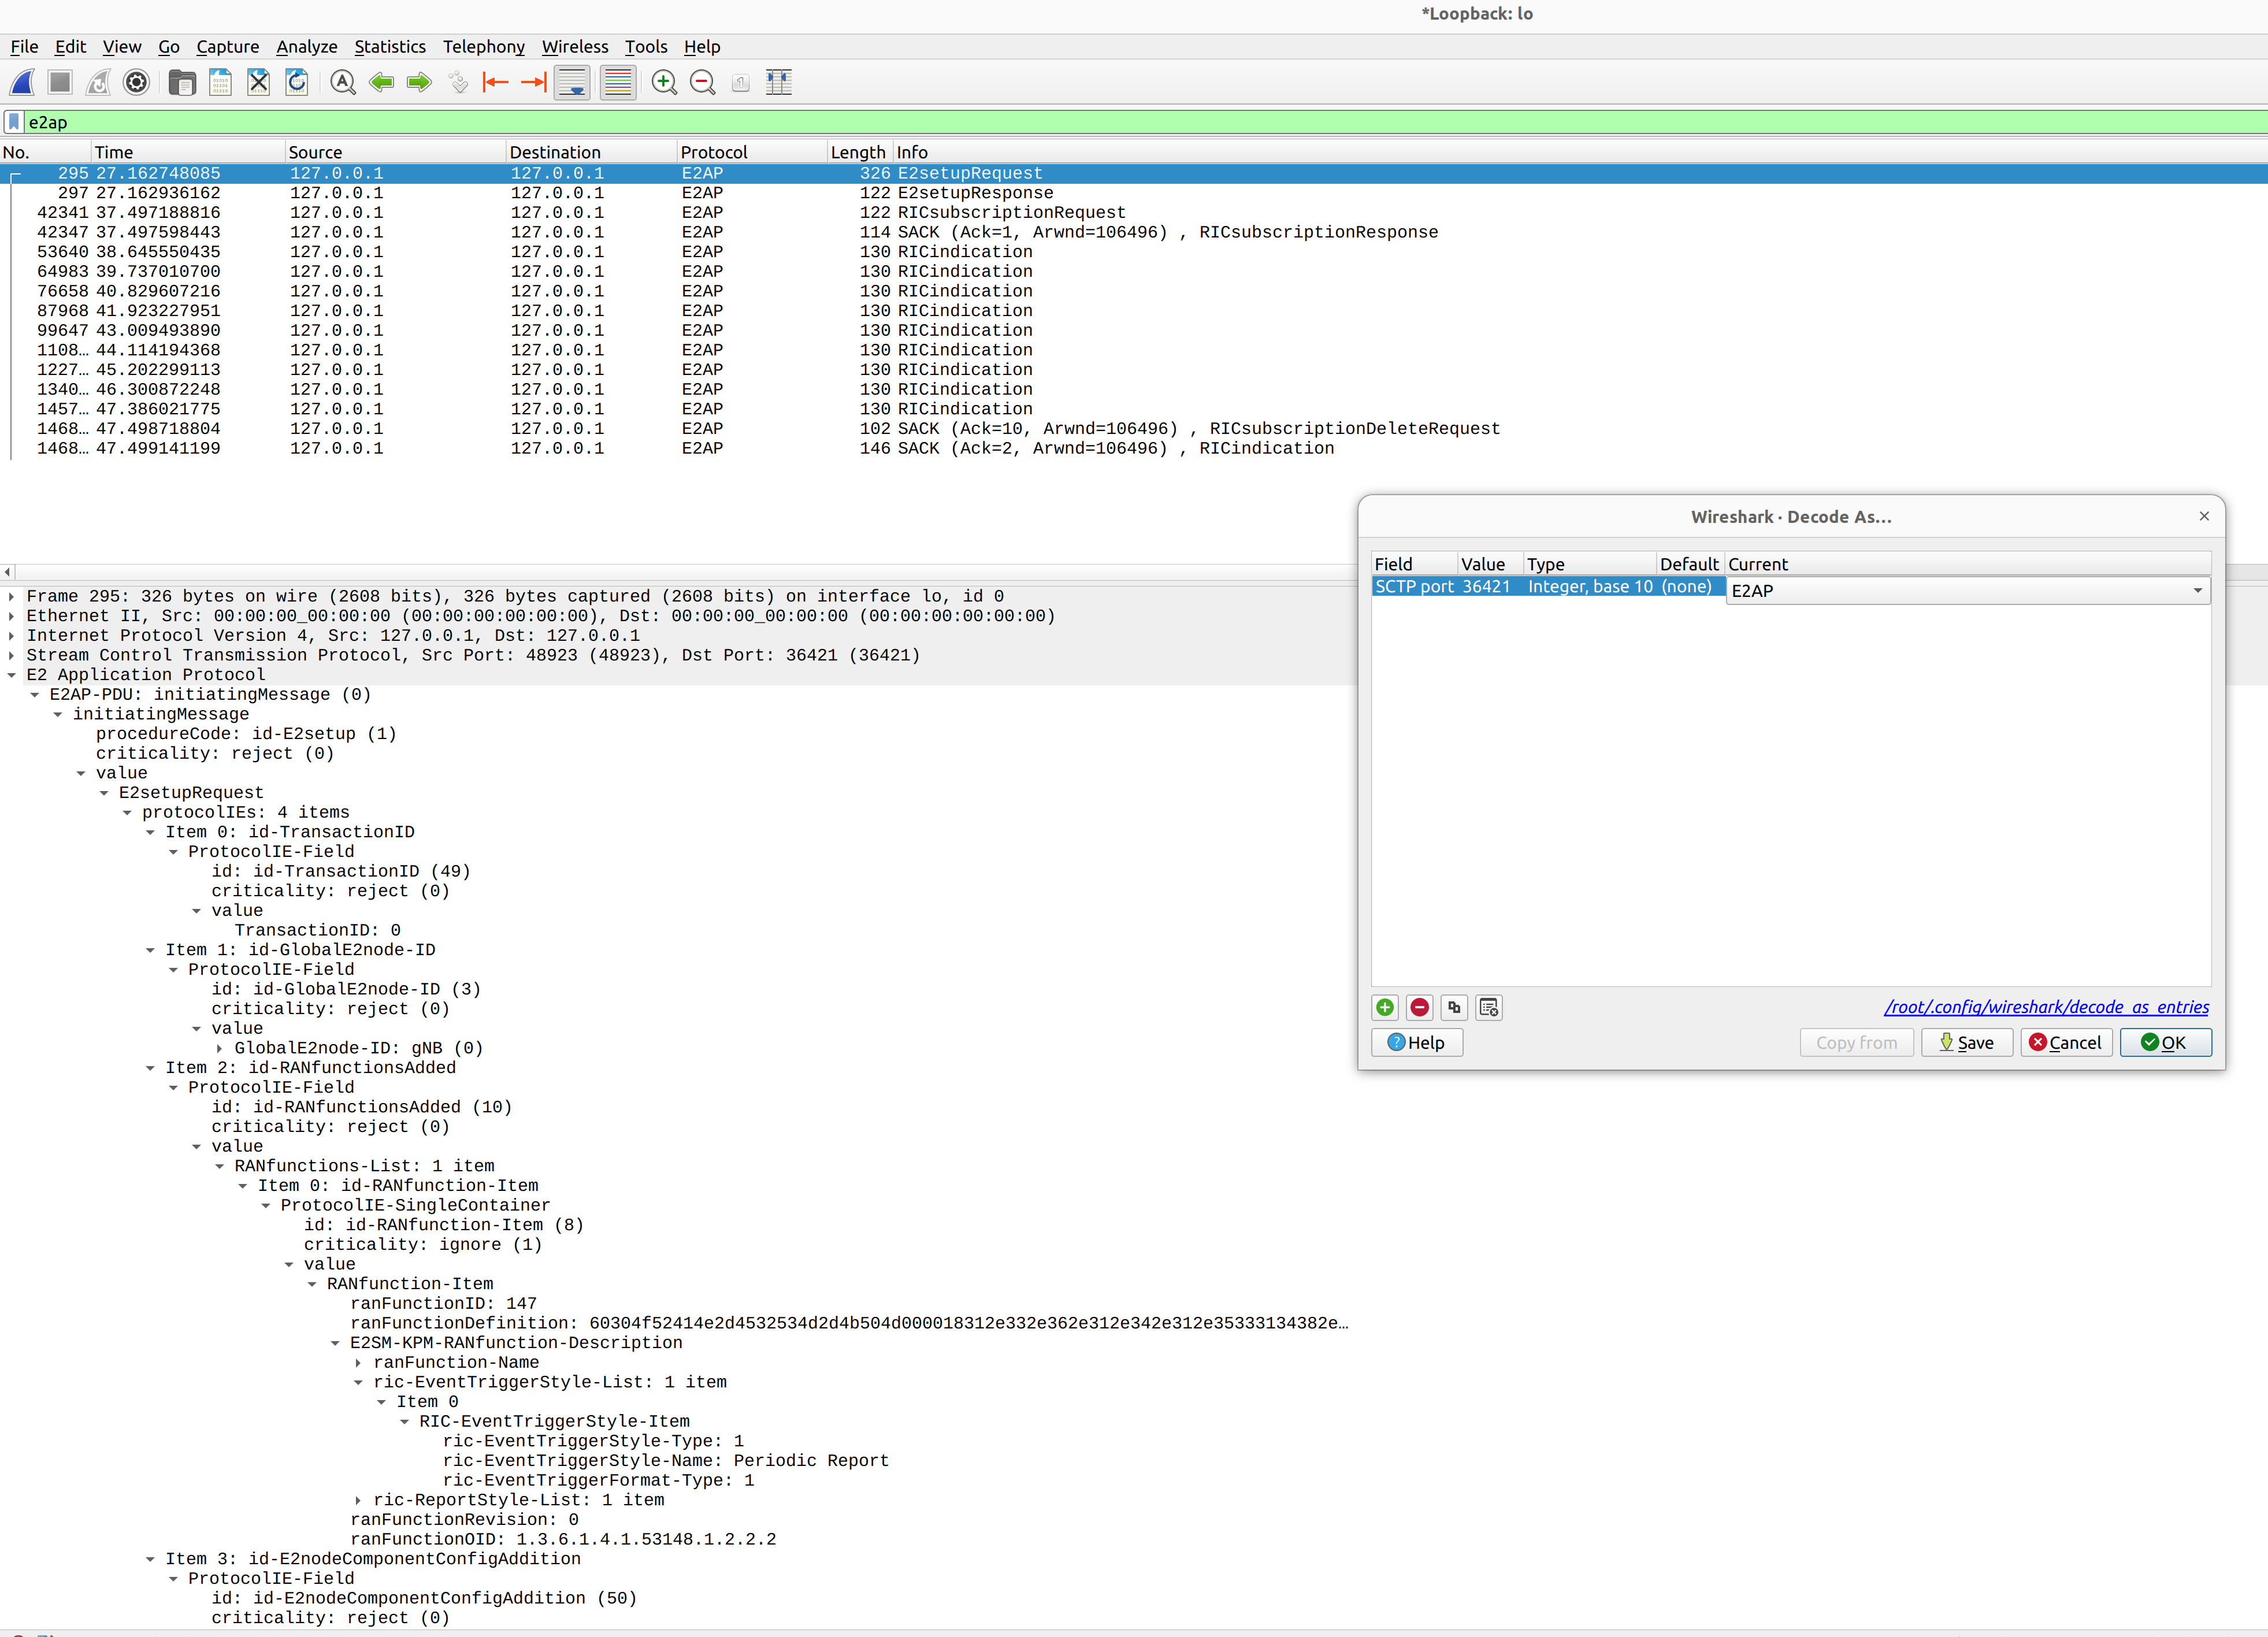 *Loopback: lo
File Edit View Go Capture Analyze Statistics Telephony Wireless Tools Help
e2ap
No. Time Source Destination Protocol Length Info
295 27.162748085 127.0.0.1 127.0.0.1 E2AP 326 E2setupRequest
297 27.162936162 127.0.0.1 127.0.0.1 E2AP 122 E2setupResponse
42341 37.497188816 127.0.0.1 127.0.0.1 E2AP 122 RICsubscriptionRequest
42347 37.497598443 127.0.0.1 127.0.0.1 E2AP 114 SACK (Ack=1, Arwnd=106496) , RICsubscriptionResponse
53640 38.645550435 127.0.0.1 127.0.0.1 E2AP 130 RICindication
64983 39.737010700 127.0.0.1 127.0.0.1 E2AP 130 RICindication
76658 40.829607216 127.0.0.1 127.0.0.1 E2AP 130 RICindication
87968 41.923227951 127.0.0.1 127.0.0.1 E2AP 130 RICindication
99647 43.009493890 127.0.0.1 127.0.0.1 E2AP 130 RICindication
1108… 44.114194368 127.0.0.1 127.0.0.1 E2AP 130 RICindication
1227… 45.202299113 127.0.0.1 127.0.0.1 E2AP 130 RICindication
1340… 46.300872248 127.0.0.1 127.0.0.1 E2AP 130 RICindication
1457… 47.386021775 127.0.0.1 127.0.0.1 E2AP 130 RICindication
1468… 47.498718804 127.0.0.1 127.0.0.1 E2AP 102 SACK (Ack=10, Arwnd=106496) , RICsubscriptionDeleteRequest
1468… 47.499141199 127.0.0.1 127.0.0.1 E2AP 146 SACK (Ack=2, Arwnd=106496) , RICindication
Frame 295: 326 bytes on wire (2608 bits), 326 bytes captured (2608 bits) on interface lo, id 0
Ethernet II, Src: 00:00:00_00:00:00 (00:00:00:00:00:00), Dst: 00:00:00_00:00:00 (00:00:00:00:00:00)
Internet Protocol Version 4, Src: 127.0.0.1, Dst: 127.0.0.1
Stream Control Transmission Protocol, Src Port: 48923 (48923), Dst Port: 36421 (36421)
E2 Application Protocol
E2AP-PDU: initiatingMessage (0)
initiatingMessage
procedureCode: id-E2setup (1)
criticality: reject (0)
value
E2setupRequest
protocolIEs: 4 items
Item 0: id-TransactionID
ProtocolIE-Field
id: id-TransactionID (49)
criticality: reject (0)
value
TransactionID: 0
Item 1: id-GlobalE2node-ID
ProtocolIE-Field
id: id-GlobalE2node-ID (3)
criticality: reject (0)
value
GlobalE2node-ID: gNB (0)
Item 2: id-RANfunctionsAdded
ProtocolIE-Field
id: id-RANfunctionsAdded (10)
criticality: reject (0)
value
RANfunctions-List: 1 item
Item 0: id-RANfunction-Item
ProtocolIE-SingleContainer
id: id-RANfunction-Item (8)
criticality: ignore (1)
value
RANfunction-Item
ranFunctionID: 147
ranFunctionDefinition: 60304f52414e2d4532534d2d4b504d000018312e332e362e312e342e312e35333134382e…
E2SM-KPM-RANfunction-Description
ranFunction-Name
ric-EventTriggerStyle-List: 1 item
Item 0
RIC-EventTriggerStyle-Item
ric-EventTriggerStyle-Type: 1
ric-EventTriggerStyle-Name: Periodic Report
ric-EventTriggerFormat-Type: 1
ric-ReportStyle-List: 1 item
ranFunctionRevision: 0
ranFunctionOID: 1.3.6.1.4.1.53148.1.2.2.2
Item 3: id-E2nodeComponentConfigAddition
ProtocolIE-Field
id: id-E2nodeComponentConfigAddition (50)
criticality: reject (0)
Wireshark · Decode As…
Field Value Type Default Current
SCTP port 36421 Integer, base 10 (none) E2AP
/root/.config/wireshark/decode_as_entries
Help Copy from Save Cancel OK